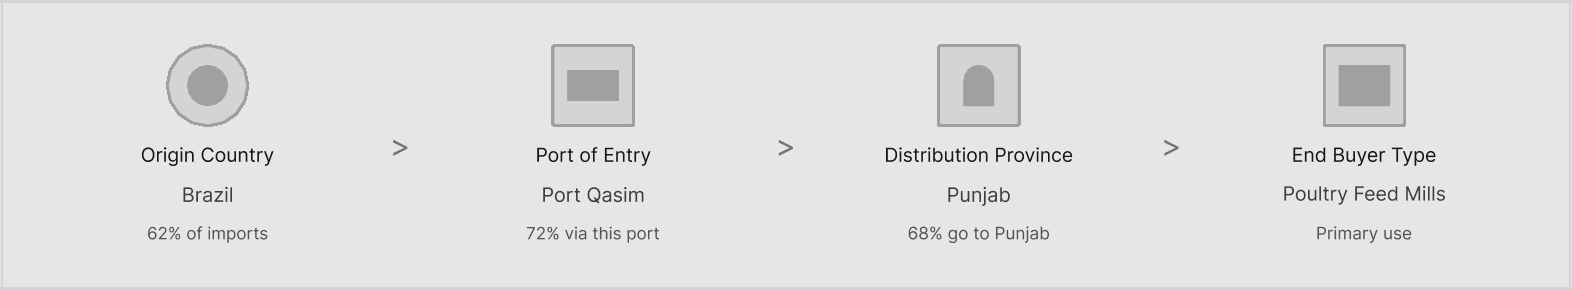 Origin Country
Brazil
62% of imports
>
Port of Entry
Port Qasim
72% via this port
>
Distribution Province
Punjab
68% go to Punjab
>
End Buyer Type
Poultry Feed Mills
Primary use